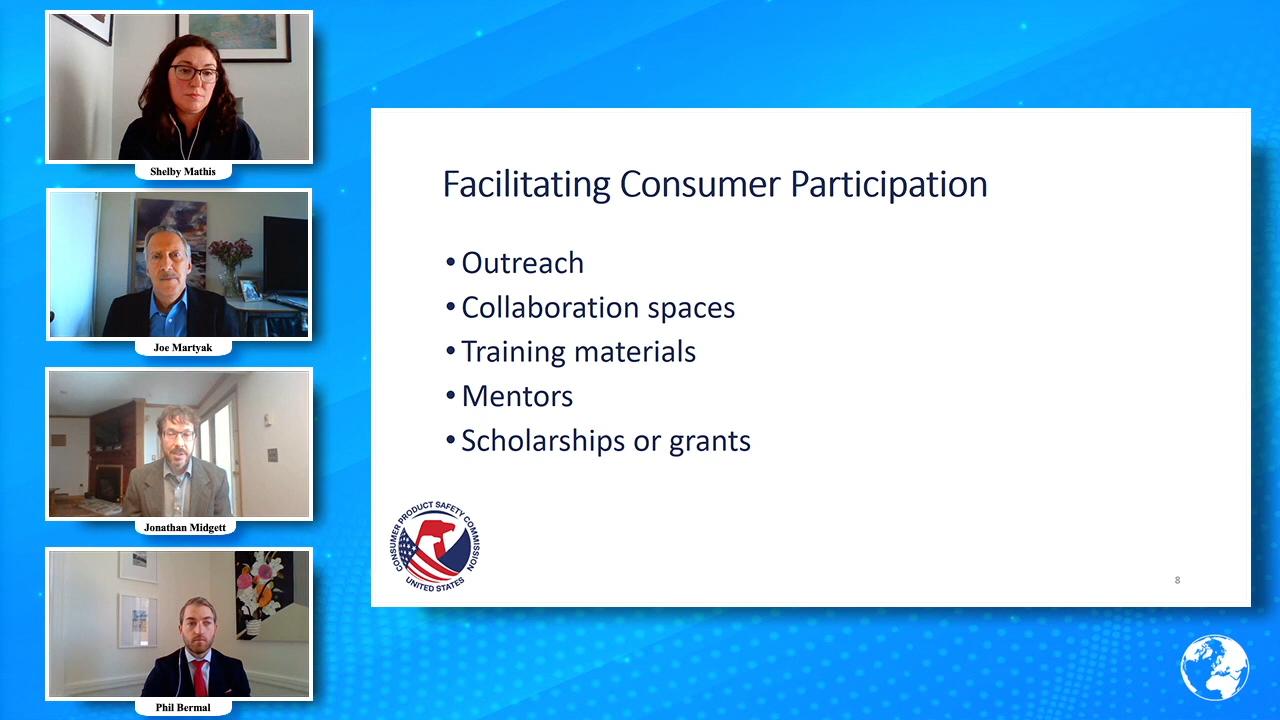 Shelby Mathis
Joe Martyak
Jonathan Midgett
Phil Bermal
Facilitating Consumer Participation
• Outreach
• Collaboration spaces
• Training materials
• Mentors
• Scholarships or grants
CONSUMER PRODUCT SAFETY COMMISSION
UNITED STATES
8